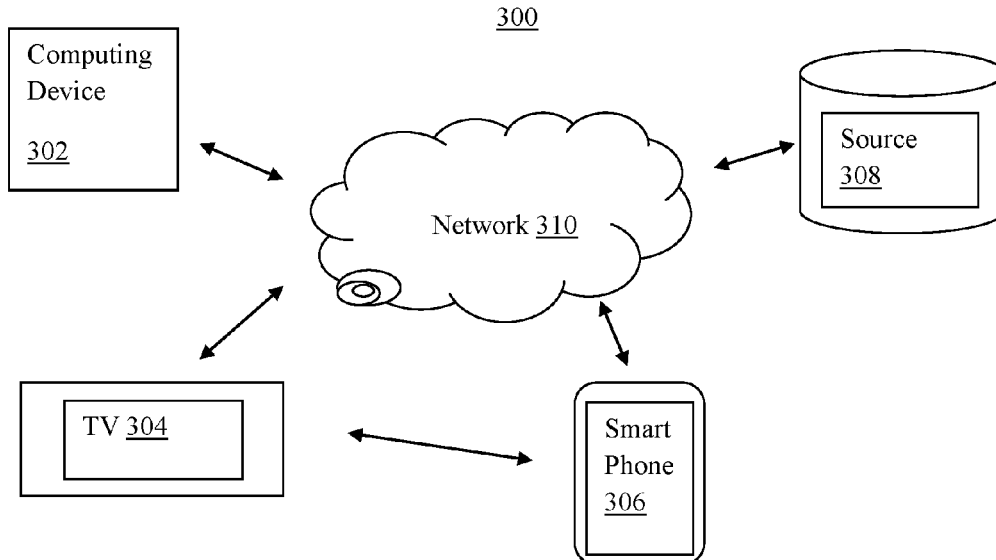 300
Computing
Device
302
Source
308
Network 310
TV 304
Smart
Phone
306